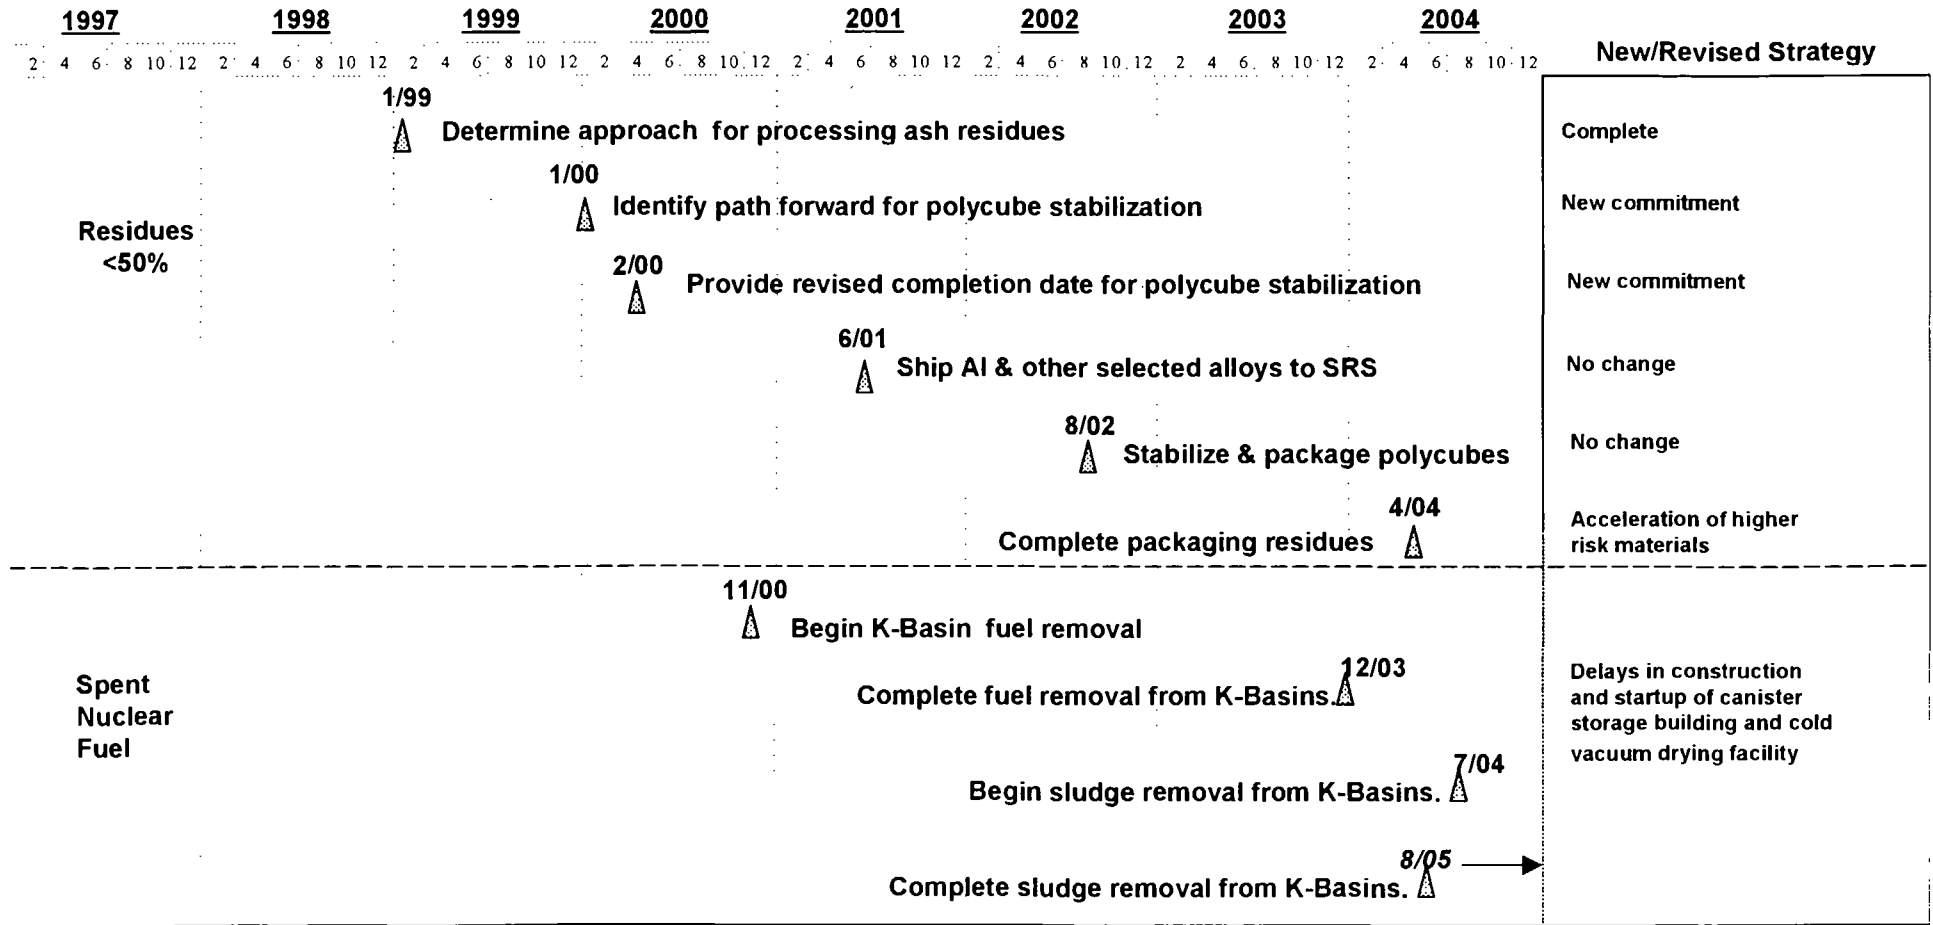 1997 1998 1999 2000 2001 2002 2003 2004
New/Revised Strategy
2 4 6 8 10 12 2 4 6 8 10 12 2 4 6 8 10 12 2 4 6 8 10 12 2 4 6 8 10 12 2 4 6 8 10 12 2 4 6 8 10 12 2 4 6 8 10 12
1/99
Determine approach for processing ash residues
Complete
1/00
Identify path forward for polycube stabilization
New commitment
Residues
<50%
2/00
Provide revised completion date for polycube stabilization
New commitment
6/01
Ship Al & other selected alloys to SRS
No change
8/02
Stabilize & package polycubes
No change
4/04
Complete packaging residues
Acceleration of higher
risk materials
11/00
Begin K-Basin fuel removal
Spent
Nuclear
Fuel
12/03
Complete fuel removal from K-Basins.
Delays in construction
and startup of canister
storage building and cold
vacuum drying facility
7/04
Begin sludge removal from K-Basins.
8/05
Complete sludge removal from K-Basins.